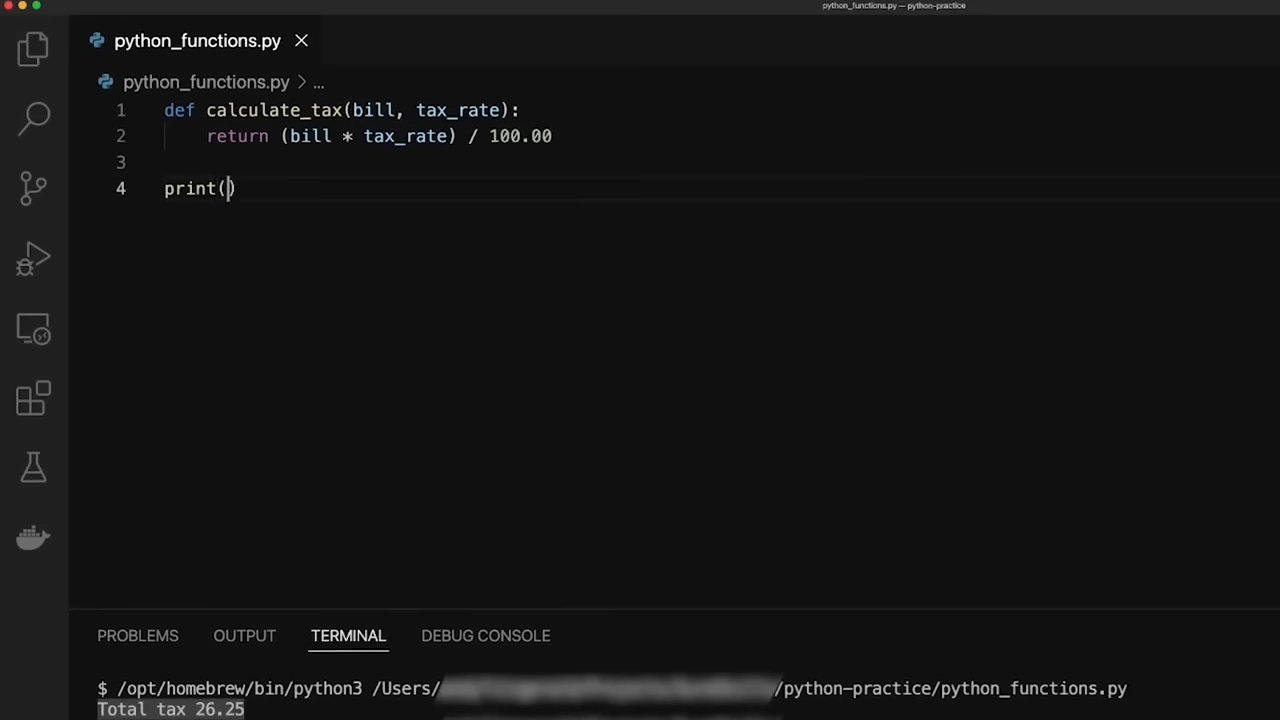 python_functions.py — python-practice
python_functions.py
python_functions.py > ...
1 def calculate_tax(bill, tax_rate):
2 return (bill * tax_rate) / 100.00
3
4 print()
PROBLEMS OUTPUT TERMINAL DEBUG CONSOLE
$ /opt/homebrew/bin/python3 /Users/ /python-practice/python_functions.py
Total tax 26.25